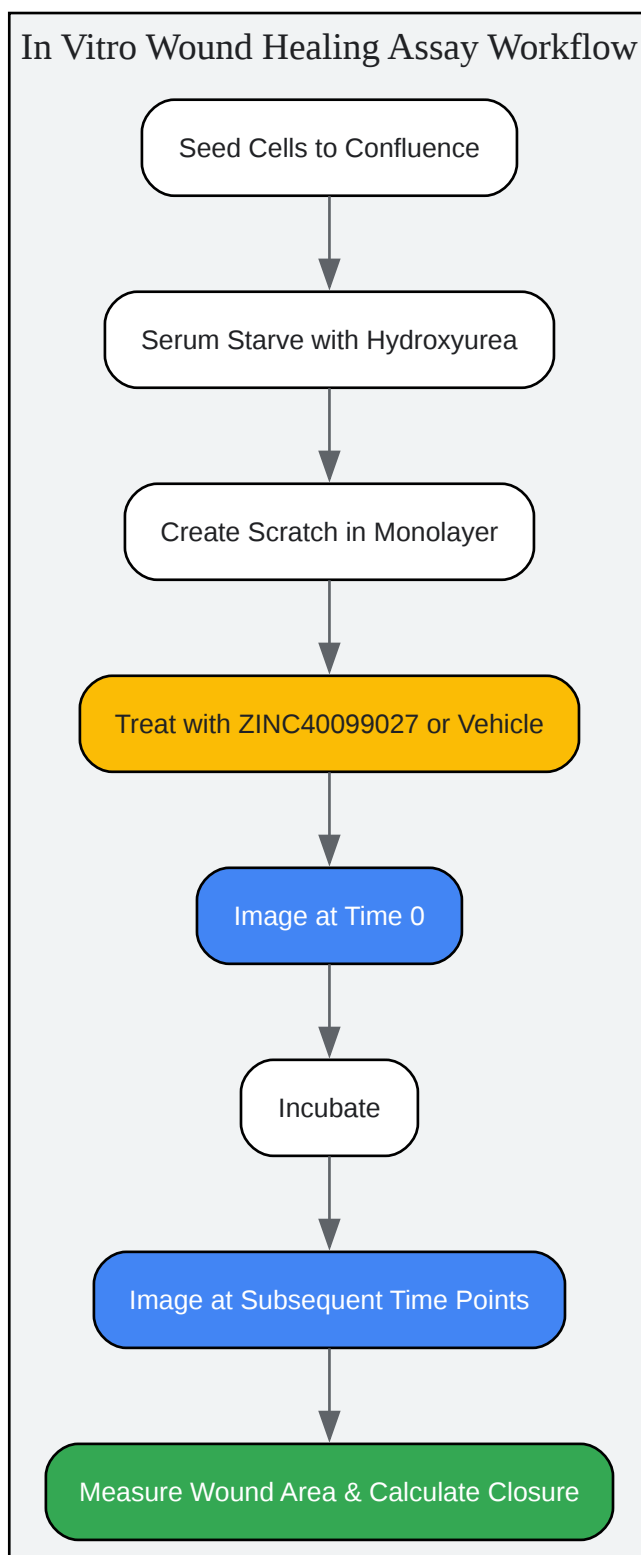 In Vitro Wound Healing Assay Workflow
Seed Cells to Confluence
Serum Starve with Hydroxyurea
Create Scratch in Monolayer
Treat with ZINC40099027 or Vehicle
Image at Time 0
Incubate
Image at Subsequent Time Points
Measure Wound Area & Calculate Closure